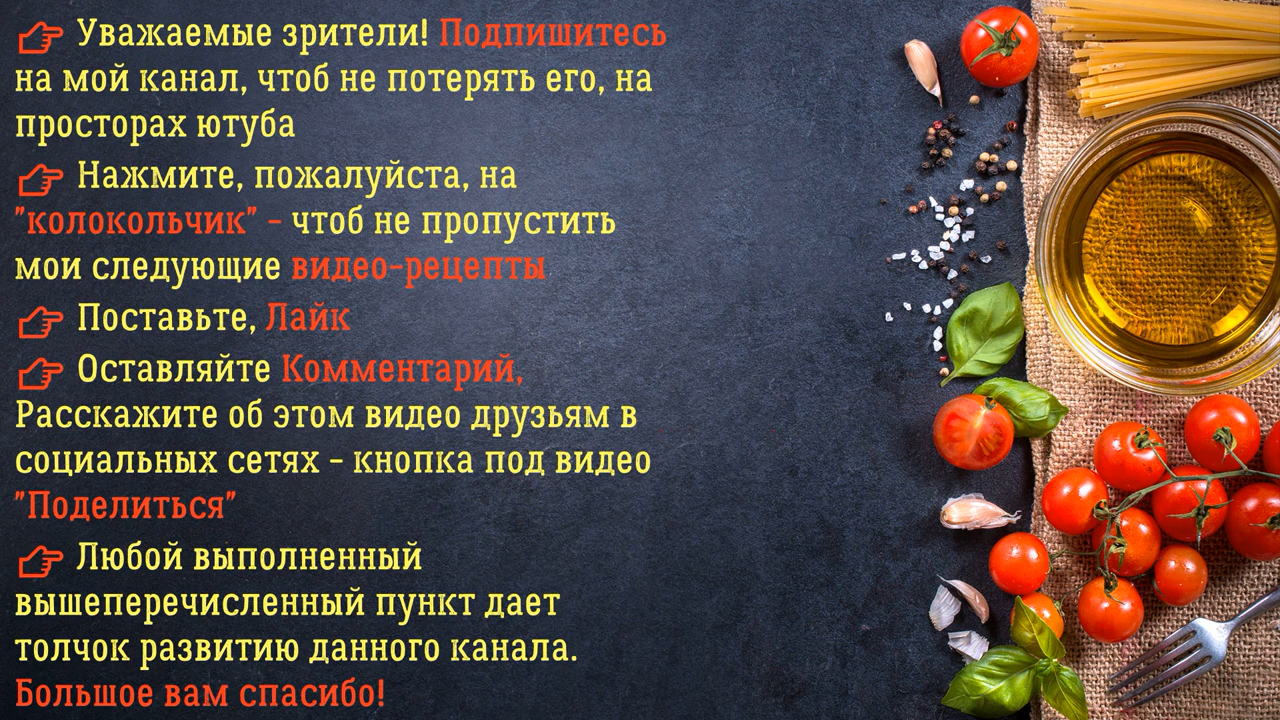 👉 Уважаемые зрители! Подпишитесь
на мой канал, чтоб не потерять его, на
просторах ютуба
👉 Нажмите, пожалуйста, на
"колокольчик" - чтоб не пропустить
мои следующие видео-рецепты
👉 Поставьте, Лайк
👉 Оставляйте Комментарий,
Расскажите об этом видео друзьям в
социальных сетях - кнопка под видео
"Поделиться"
👉 Любой выполненный
вышеперечисленный пункт дает
толчок развитию данного канала.
Большое вам спасибо!